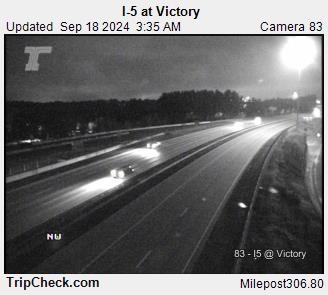 I-5 at Victory
Updated Sep 18 2024 3:35 AM Camera 83
T
NW
83 - I5 @ Victory
TripCheck.com Milepost306.80